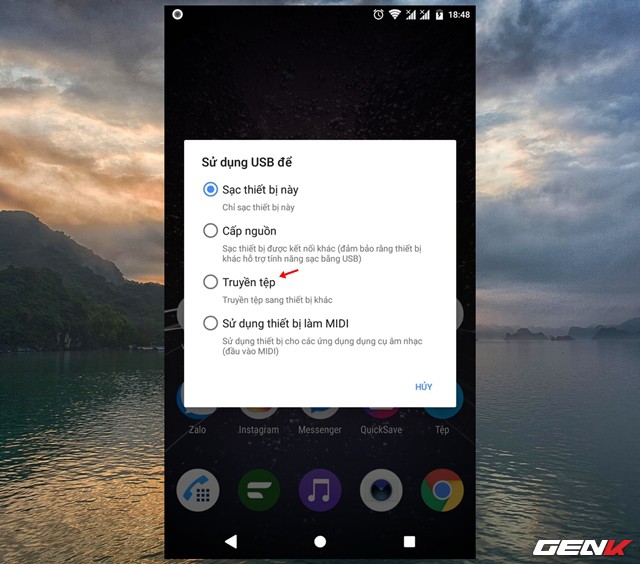 18:48
Sử dụng USB để
Sạc thiết bị này
Chỉ sạc thiết bị này
Cấp nguồn
Sạc thiết bị được kết nối khác (đảm bảo rằng thiết bị
khác hỗ trợ tính năng sạc bằng USB)
Truyền tệp
Truyền tệp sang thiết bị khác
Sử dụng thiết bị làm MIDI
Sử dụng thiết bị cho các ứng dụng dụng cụ âm nhạc
(đầu vào MIDI)
HỦY
Zalo
Instagram
Messenger
QuickSave
Tệp
GENK